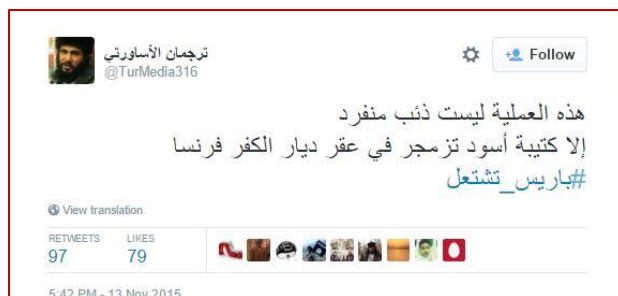 ترجمان الأساورتي
@TurMedia316
Follow
هذه العملية ليست ذئب منفرد
إلا كتيبة أسود تزمجر في عقر ديار الكفر فرنسا
#باريس_تشتعل
View translation
RETWEETS LIKES
97 79
5:42 PM - 13 Nov 2015